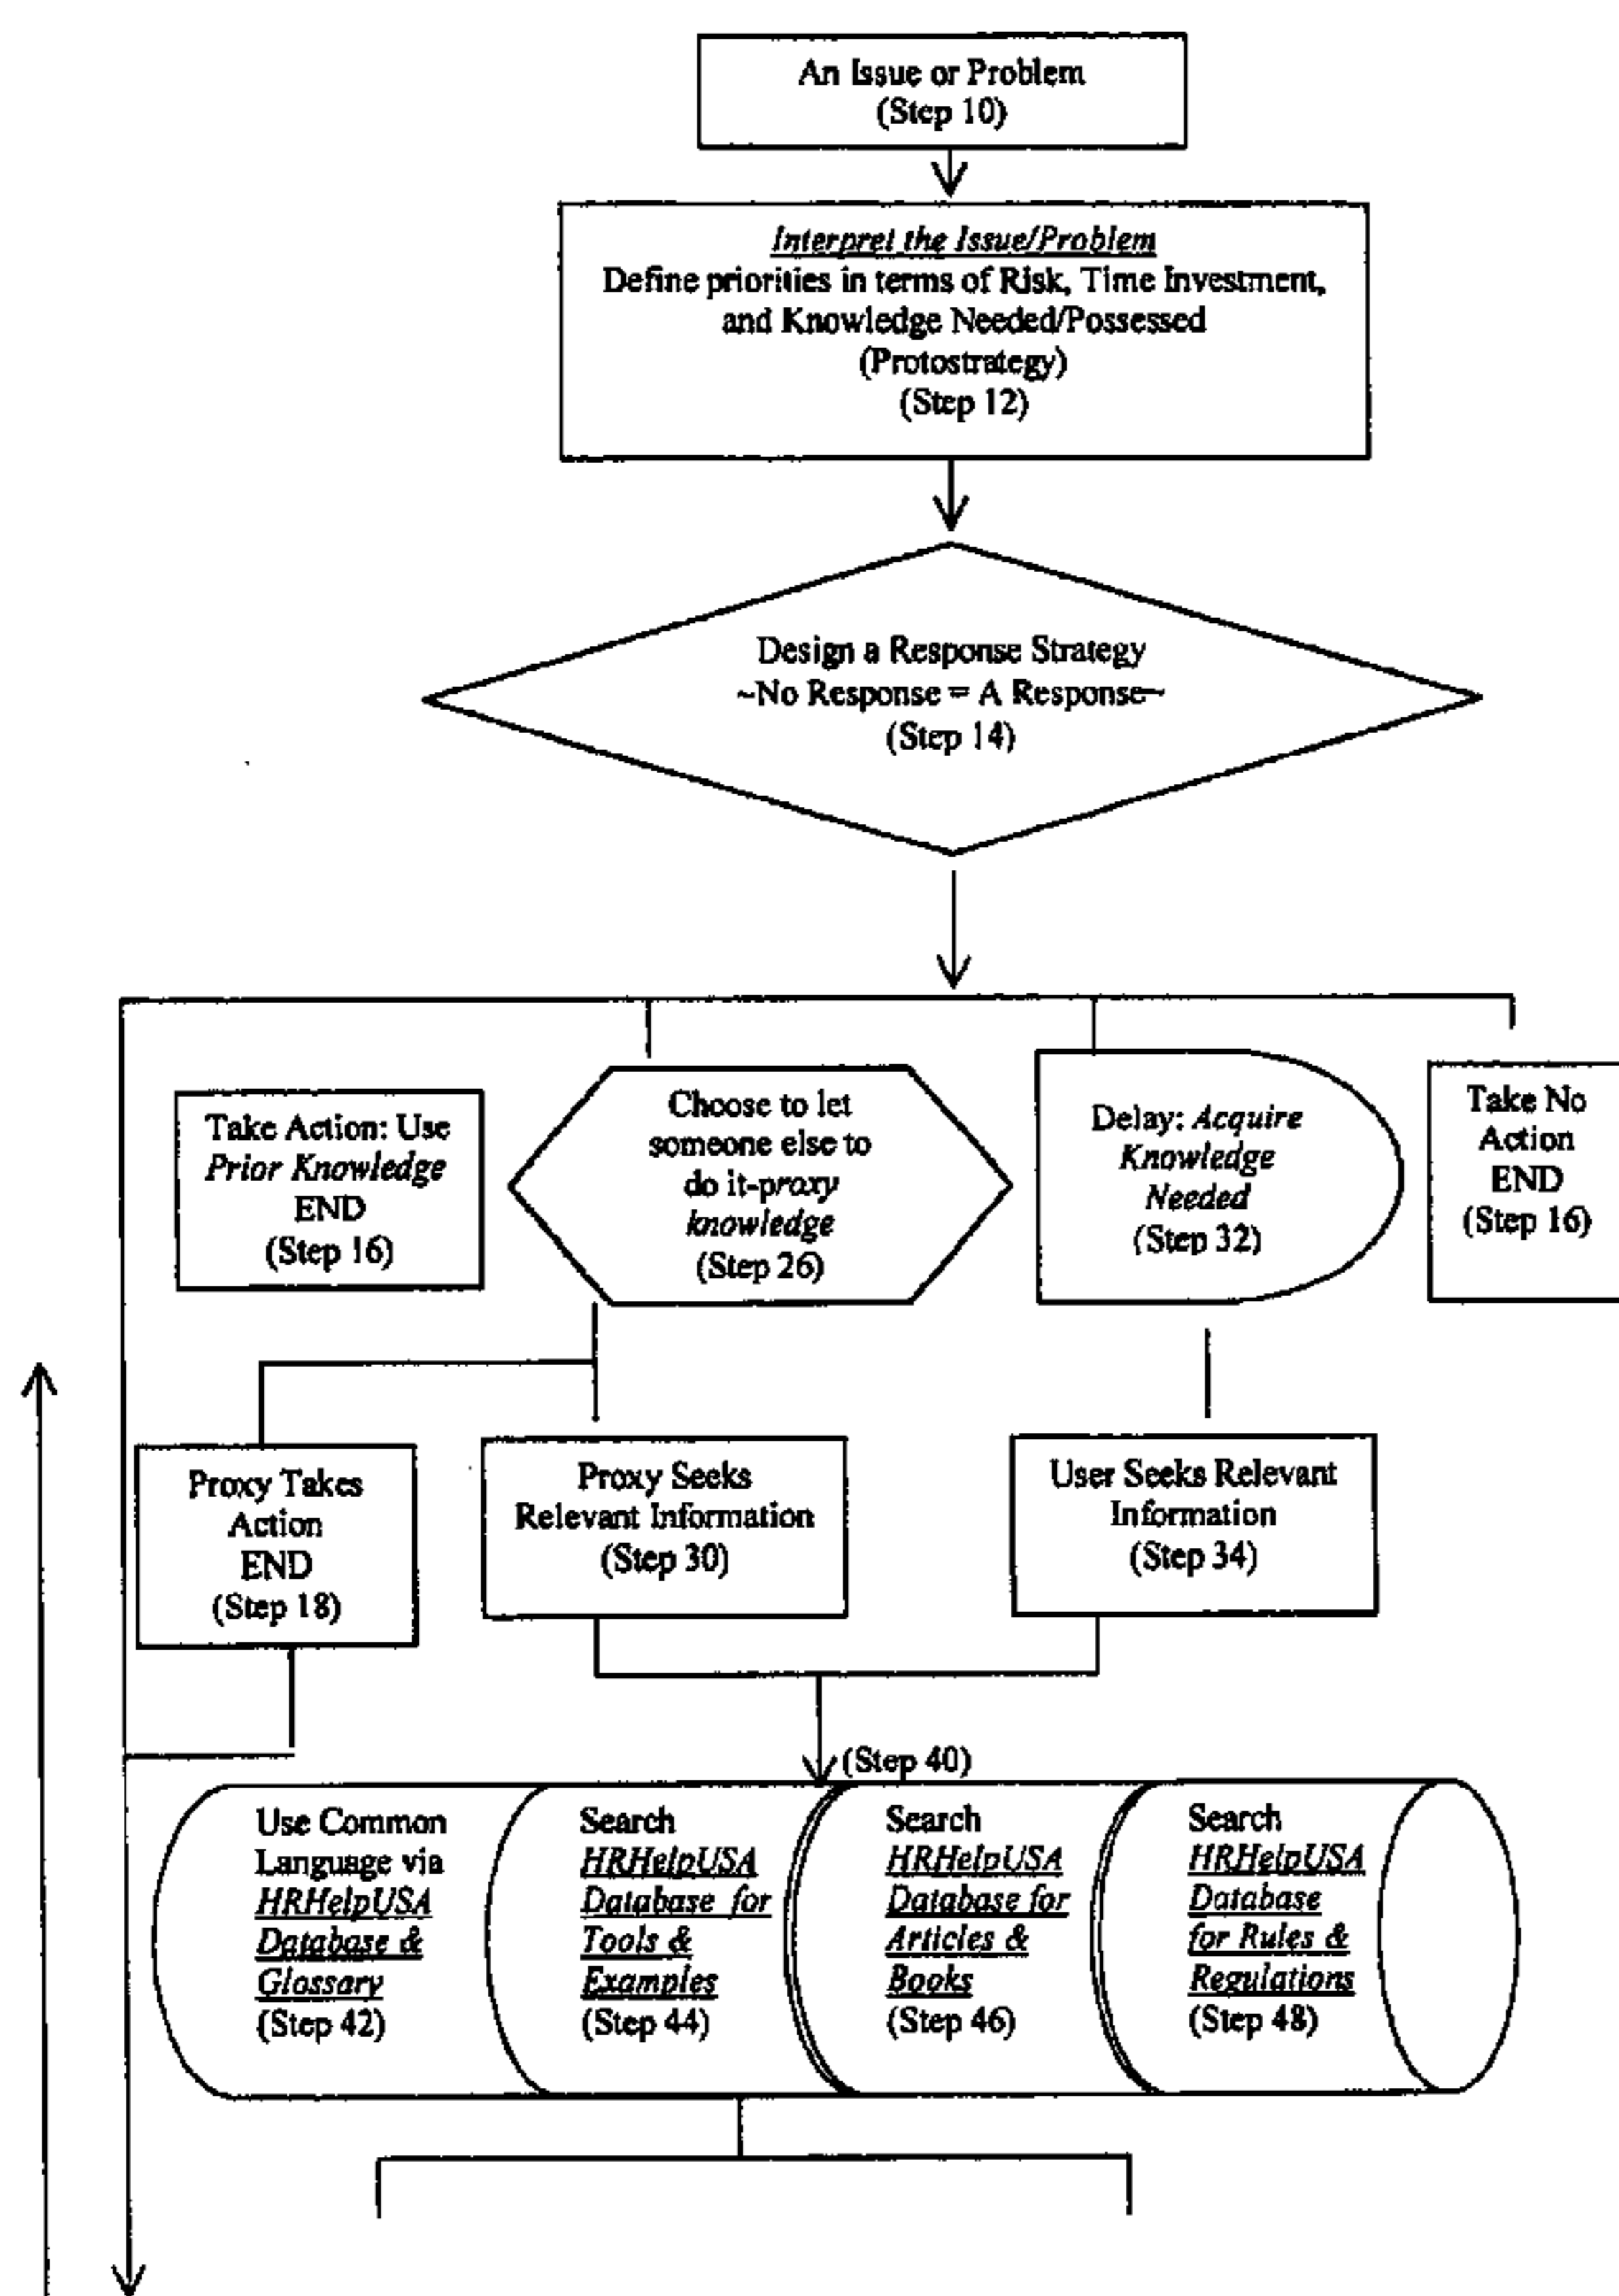 An Issue or Problem
(Step 10)
Interpret the Issue/Problem
Define priorities in terms of Risk, Time Investment,
and Knowledge Needed/Possessed
(Protostrategy)
(Step 12)
Design a Response Strategy
~No Response = A Response~
(Step 14)
Take Action: Use
Prior Knowledge
END
(Step 16)
Choose to let
someone else to
do it-proxy
knowledge
(Step 26)
Delay: Acquire
Knowledge
Needed
(Step 32)
Take No
Action
END
(Step 16)
Proxy Takes
Action
END
(Step 18)
Proxy Seeks
Relevant Information
(Step 30)
User Seeks Relevant
Information
(Step 34)
(Step 40)
Use Common
Language via
HRHelpUSA
Database &
Glossary
(Step 42)
Search
HRHelpUSA
Database for
Tools &
Examples
(Step 44)
Search
HRHelpUSA
Database for
Articles &
Books
(Step 46)
Search
HRHelpUSA
Database
for Rules &
Regulations
(Step 48)